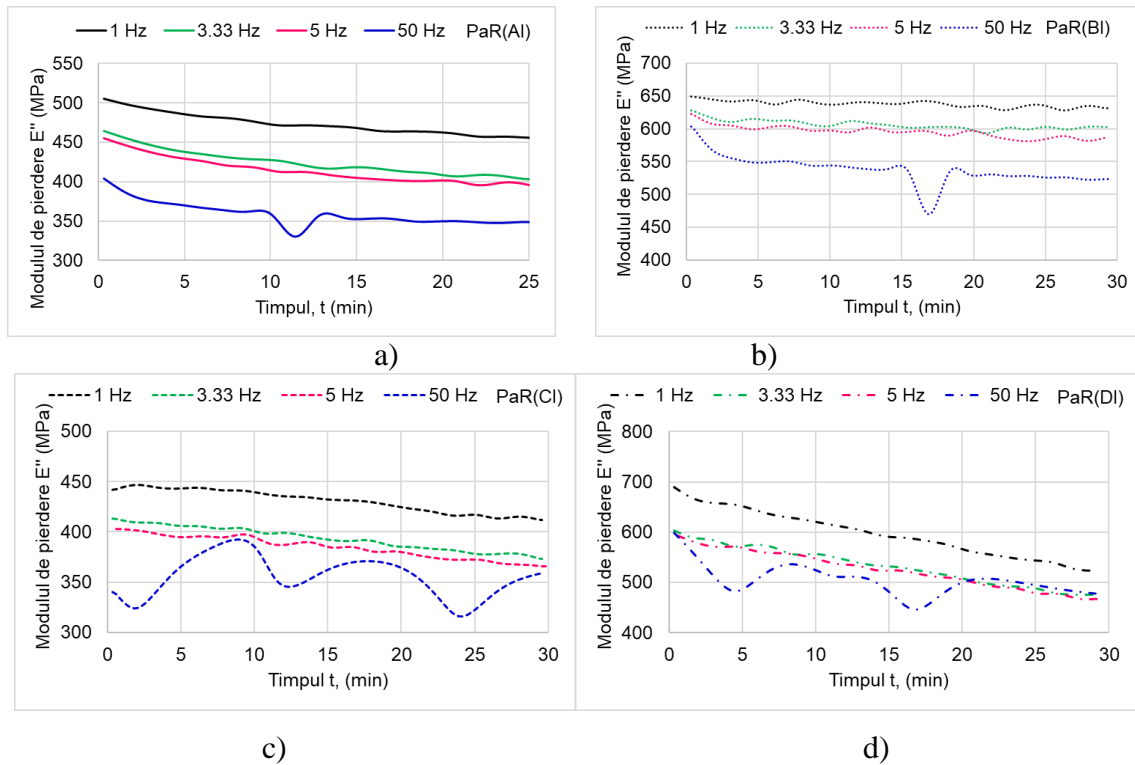 1 Hz 3.33 Hz 5 Hz 50 Hz PaR(AI)
Modulul de pierdere E" (MPa)
550
500
450
400
350
300
0 5 10 15 20 25
Timpul, t (min)
a)
1 Hz 3.33 Hz 5 Hz 50 Hz PaR(BI)
Modulul de pierdere E" (MPa)
700
650
600
550
500
450
400
0 5 10 15 20 25 30
Timpul t, (min)
b)
1 Hz 3.33 Hz 5 Hz 50 Hz PaR(CI)
Modulul de pierdere E" (MPa)
500
450
400
350
300
0 5 10 15 20 25 30
Timpul t, (min)
c)
1 Hz 3.33 Hz 5 Hz 50 Hz PaR(DI)
Modulul de pierdere E" (MPa)
800
700
600
500
400
0 5 10 15 20 25 30
Timpul t, (min)
d)